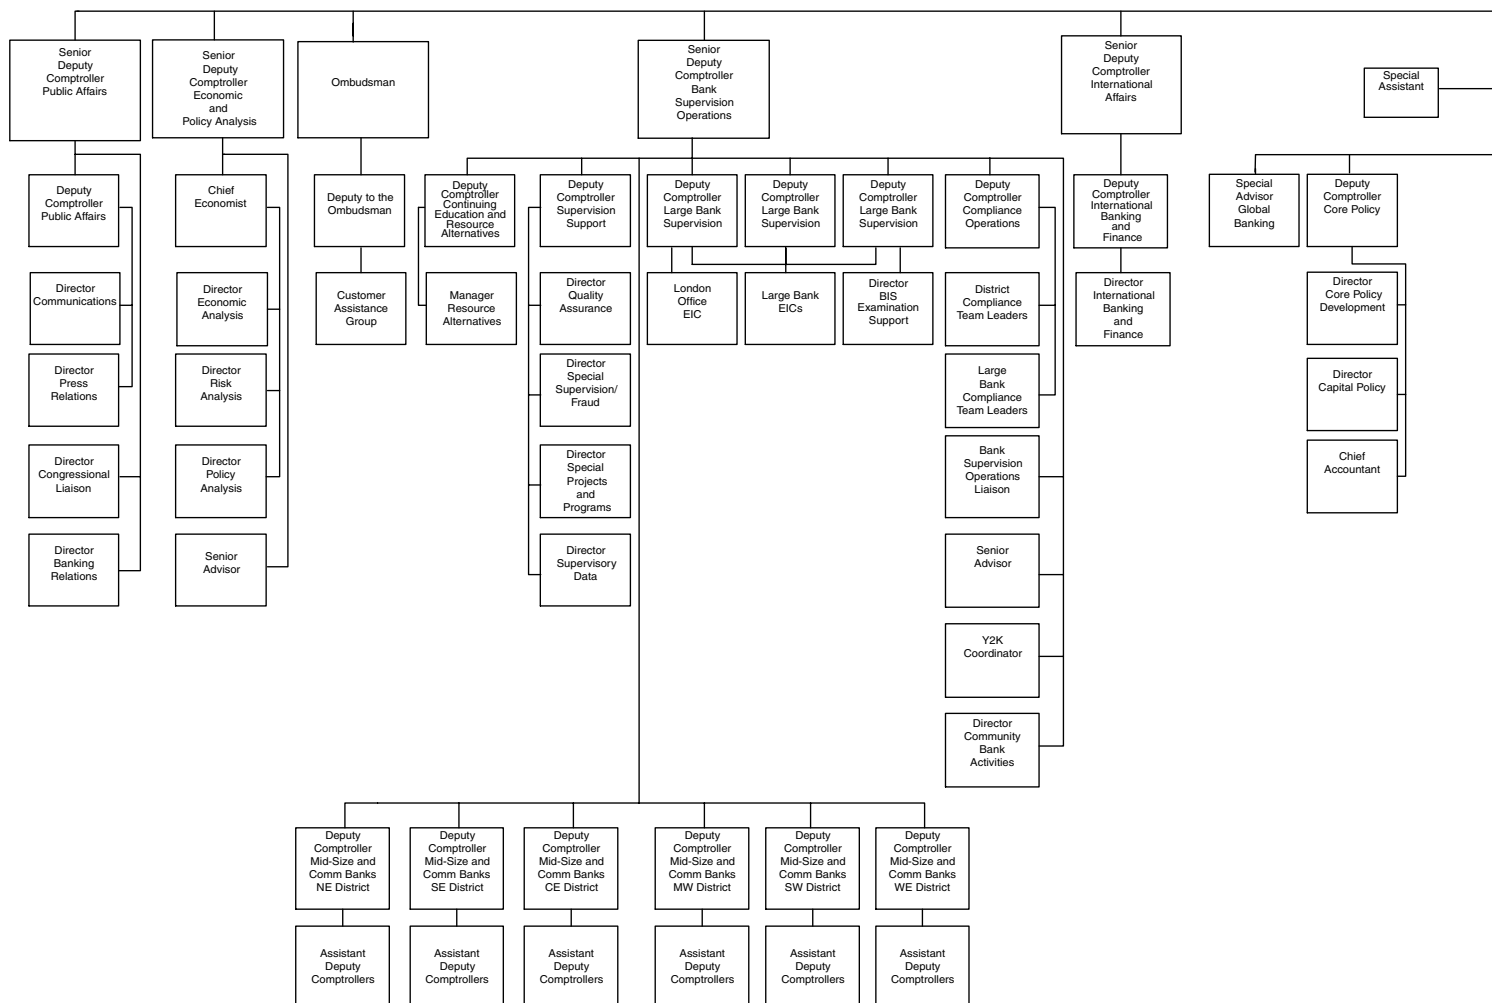 Senior
Deputy
Comptroller
Public Affairs
Senior
Deputy
Comptroller
Economic
and
Policy Analysis
Ombudsman
Senior
Deputy
Comptroller
Bank
Supervision
Operations
Senior
Deputy
Comptroller
International
Affairs
Special
Assistant
Deputy
Comptroller
Public Affairs
Chief
Economist
Deputy to the
Ombudsman
Deputy
Comptroller
Continuing
Education and
Resource
Alternatives
Deputy
Comptroller
Supervision
Support
Deputy
Comptroller
Large Bank
Supervision
Deputy
Comptroller
Large Bank
Supervision
Deputy
Comptroller
Large Bank
Supervision
Deputy
Comptroller
Compliance
Operations
Deputy
Comptroller
International
Banking
and
Finance
Special
Advisor
Global
Banking
Deputy
Comptroller
Core Policy
Director
Communications
Director
Economic
Analysis
Customer
Assistance
Group
Manager
Resource
Alternatives
Director
Quality
Assurance
London
Office
EIC
Large Bank
EICs
Director
BIS
Examination
Support
District
Compliance
Team Leaders
Director
International
Banking
and
Finance
Director
Core Policy
Development
Director
Press
Relations
Director
Risk
Analysis
Director
Special
Supervision/
Fraud
Large
Bank
Compliance
Team Leaders
Director
Capital Policy
Director
Congressional
Liaison
Director
Policy
Analysis
Director
Special
Projects
and
Programs
Bank
Supervision
Operations
Liaison
Chief
Accountant
Director
Banking
Relations
Senior
Advisor
Director
Supervisory
Data
Senior
Advisor
Y2K
Coordinator
Director
Community
Bank
Activities
Deputy
Comptroller
Mid-Size and
Comm Banks
NE District
Deputy
Comptroller
Mid-Size and
Comm Banks
SE District
Deputy
Comptroller
Mid-Size and
Comm Banks
CE District
Deputy
Comptroller
Mid-Size and
Comm Banks
MW District
Deputy
Comptroller
Mid-Size and
Comm Banks
SW District
Deputy
Comptroller
Mid-Size and
Comm Banks
WE District
Assistant
Deputy
Comptrollers
Assistant
Deputy
Comptrollers
Assistant
Deputy
Comptrollers
Assistant
Deputy
Comptrollers
Assistant
Deputy
Comptrollers
Assistant
Deputy
Comptrollers